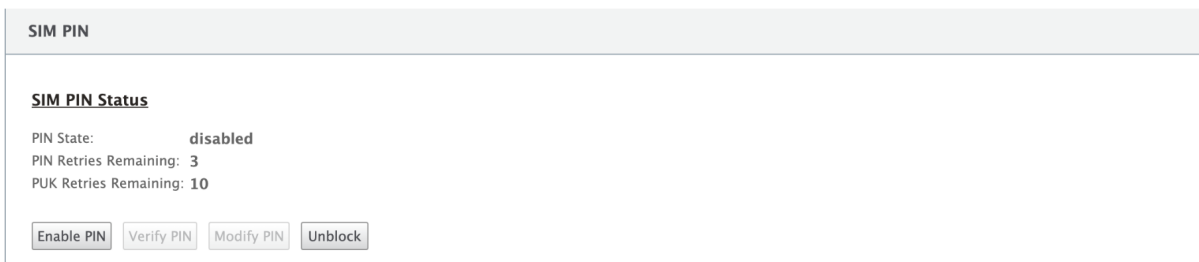 SIM PIN
SIM PIN Status
PIN State: disabled
PIN Retries Remaining: 3
PUK Retries Remaining: 10
Enable PIN Verify PIN Modify PIN Unblock